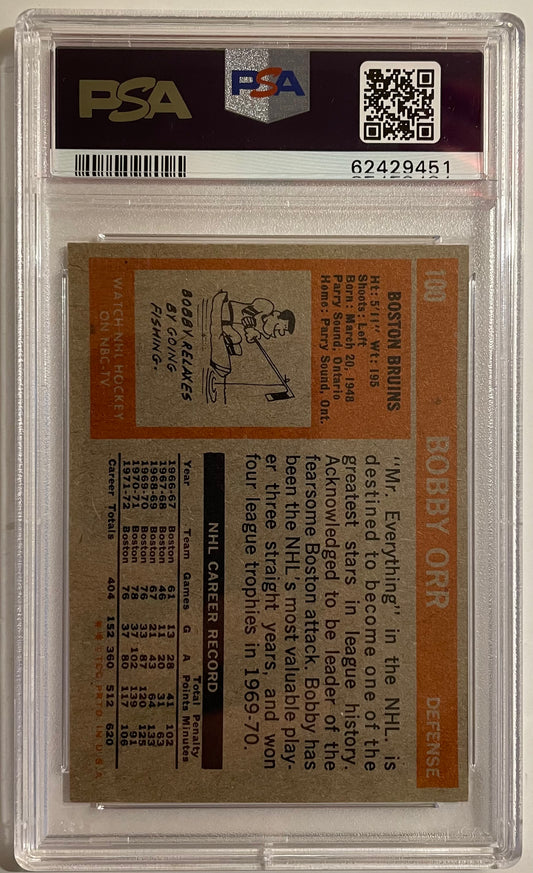 PSA
PSA
62429451
100
BOBBY ORR
DEFENSE
BOSTON BRUINS
Ht: 5'11" Wt: 195
Shoots: Left
Born: March 20, 1948
Parry Sound, Ontario
Home: Parry Sound, Ont.
BOBBY RELAXES
BY GOING
FISHING.
WATCH NHL HOCKEY
ON NBC-TV
"Mr. Everything" in the NHL. is
destined to become one of the
greatest stars in league history.
Acknowledged to be leader of the
fearsome Boston attack. Bobby has
been the NHL's most valuable play-
er three straight years, and won
four league trophies in 1969-70.
NHL CAREER RECORD
Total Penalty
Year Team Games G A Points Minutes
1966-67 Boston 61 13 28 41 102
1967-68 Boston 46 11 20 31 63
1968-69 Boston 67 21 43 64 133
1969-70 Boston 76 33 87 120 125
1970-71 Boston 78 37 102 139 91
1971-72 Boston 76 37 80 117 106
Career Totals 404 152 360 512 620
PRTD. IN U.S.A.